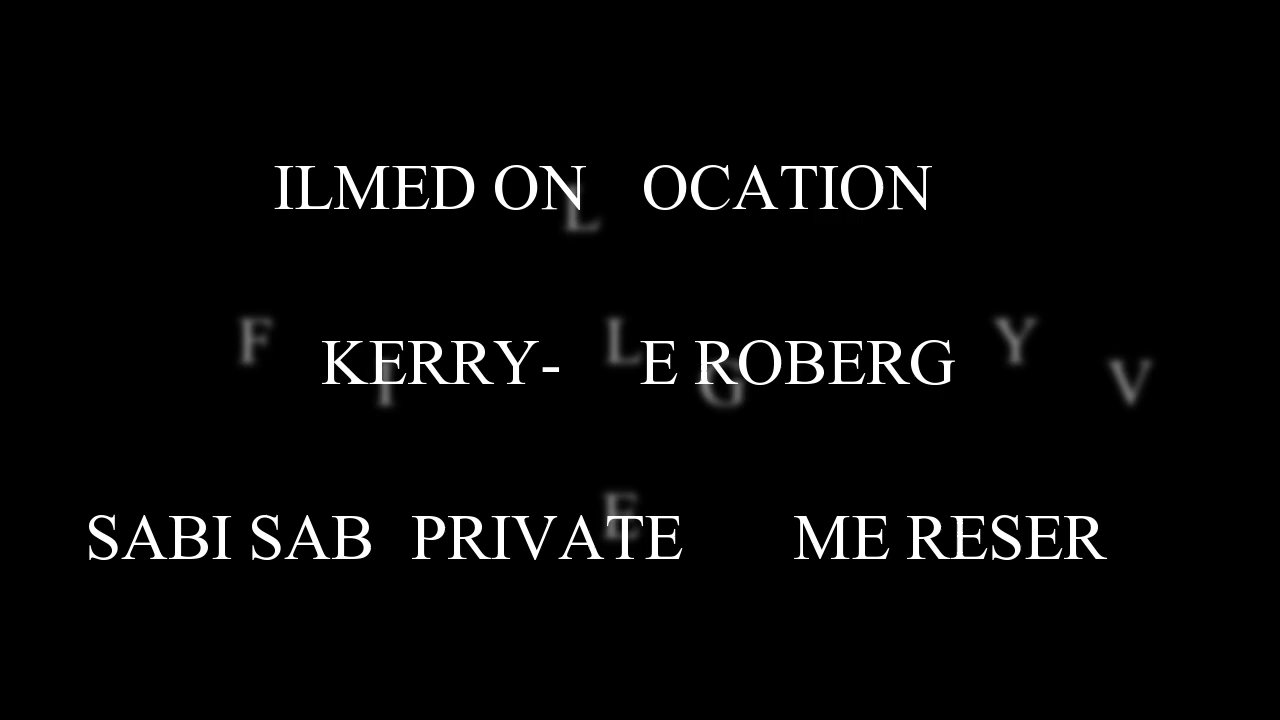 ILMED ON OCATION
L
F L Y
KERRY- E ROBERG
I G V
E
SABI SAB PRIVATE ME RESER